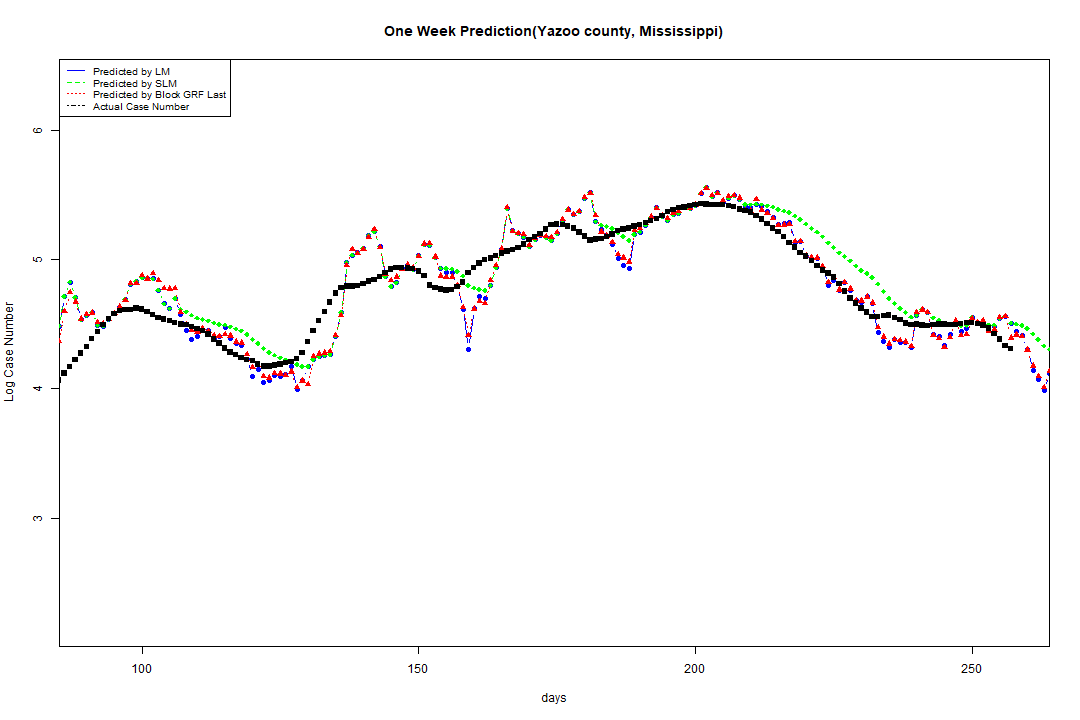 One Week Prediction(Yazoo county, Mississippi)
Predicted by LM
Predicted by SLM
Predicted by Block GRF Last
Actual Case Number
6
5
4
3
Log Case Number
100
150
200
250
days